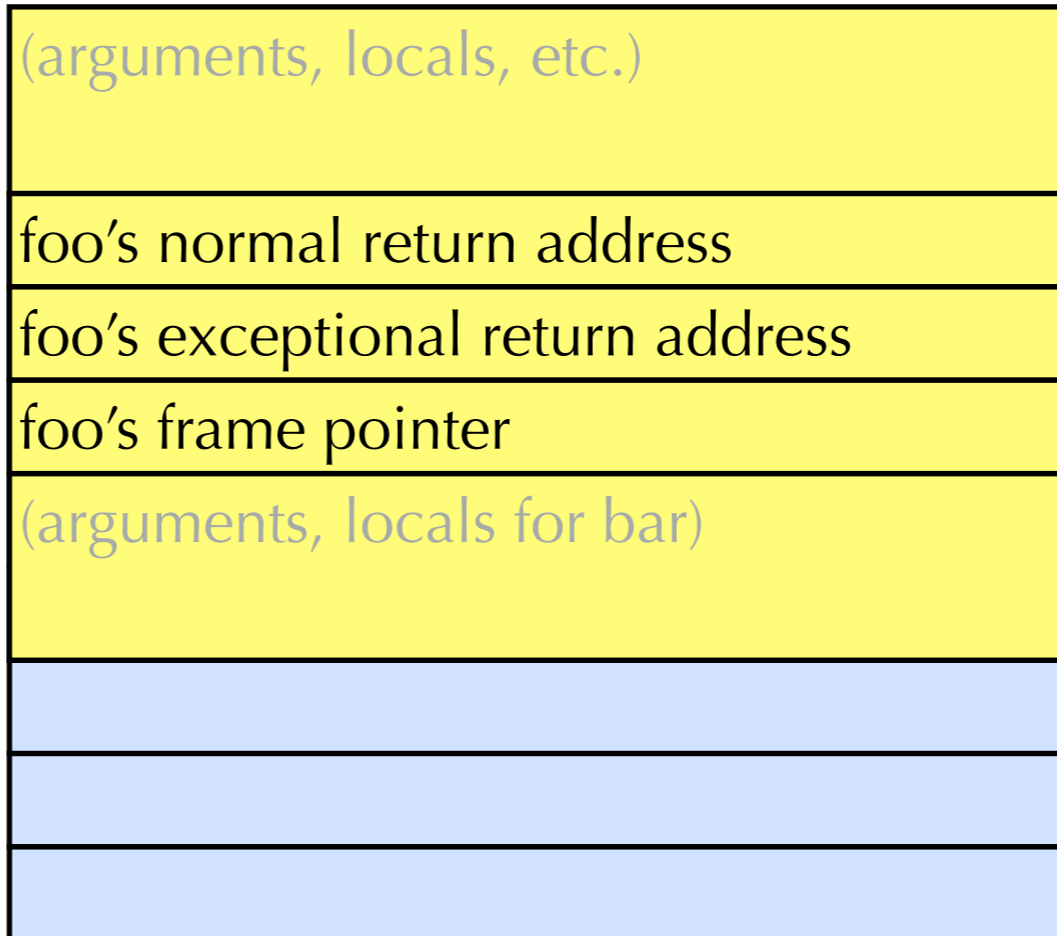 (arguments, locals, etc.)
foo’s normal return address
foo’s exceptional return address
foo’s frame pointer
(arguments, locals for bar)